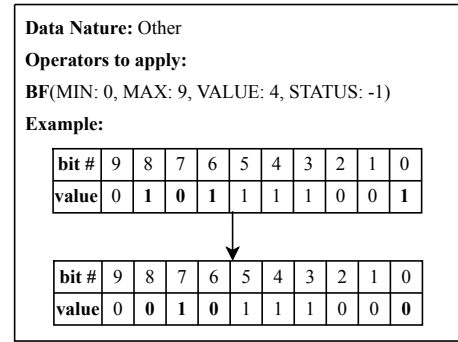 Data Nature: Other
Operators to apply:
BF(MIN: 0, MAX: 9, VALUE: 4, STATUS: -1)
Example:
bit # 9 8 7 6 5 4 3 2 1 0
value 0 1 0 1 1 1 1 0 0 1
bit # 9 8 7 6 5 4 3 2 1 0
value 0 0 1 0 1 1 1 0 0 0